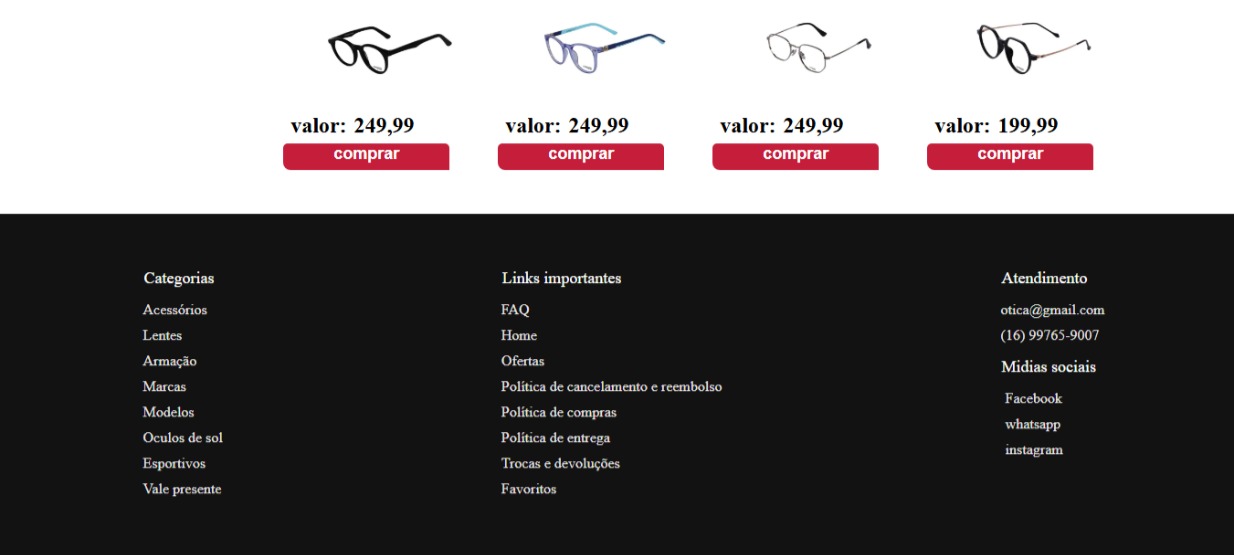 valor: 249,99
valor: 249,99
valor: 249,99
valor: 199,99
comprar
comprar
comprar
comprar
Categorias
Acessórios
Lentes
Armação
Marcas
Modelos
Oculos de sol
Esportivos
Vale presente
Links importantes
FAQ
Home
Ofertas
Política de cancelamento e reembolso
Política de compras
Política de entrega
Trocas e devoluções
Favoritos
Atendimento
otica@gmail.com
(16) 99765-9007
Midias sociais
Facebook
whatsapp
instagram